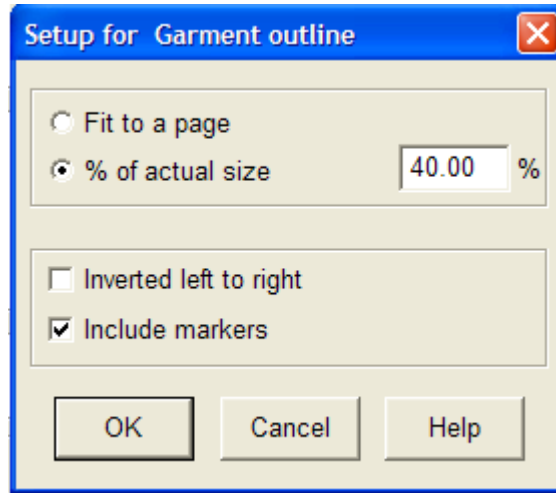 Setup for Garment outline
Fit to a page
% of actual size 40.00 %
Inverted left to right
Include markers
OK Cancel Help